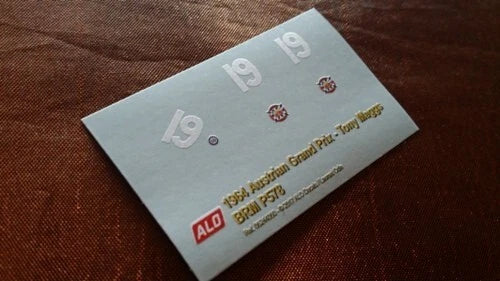 19
19
19
ALO
1964 Austrian Grand Prix - Tony Maggs
BRM P578